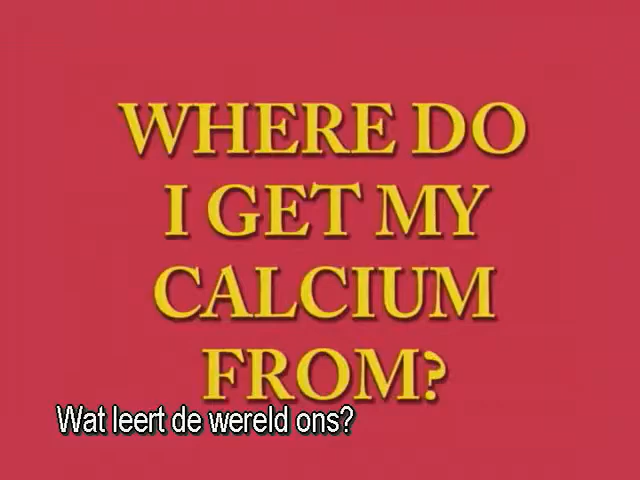 WHERE DO
I GET MY
CALCIUM
FROM?
Wat leert de wereld ons?